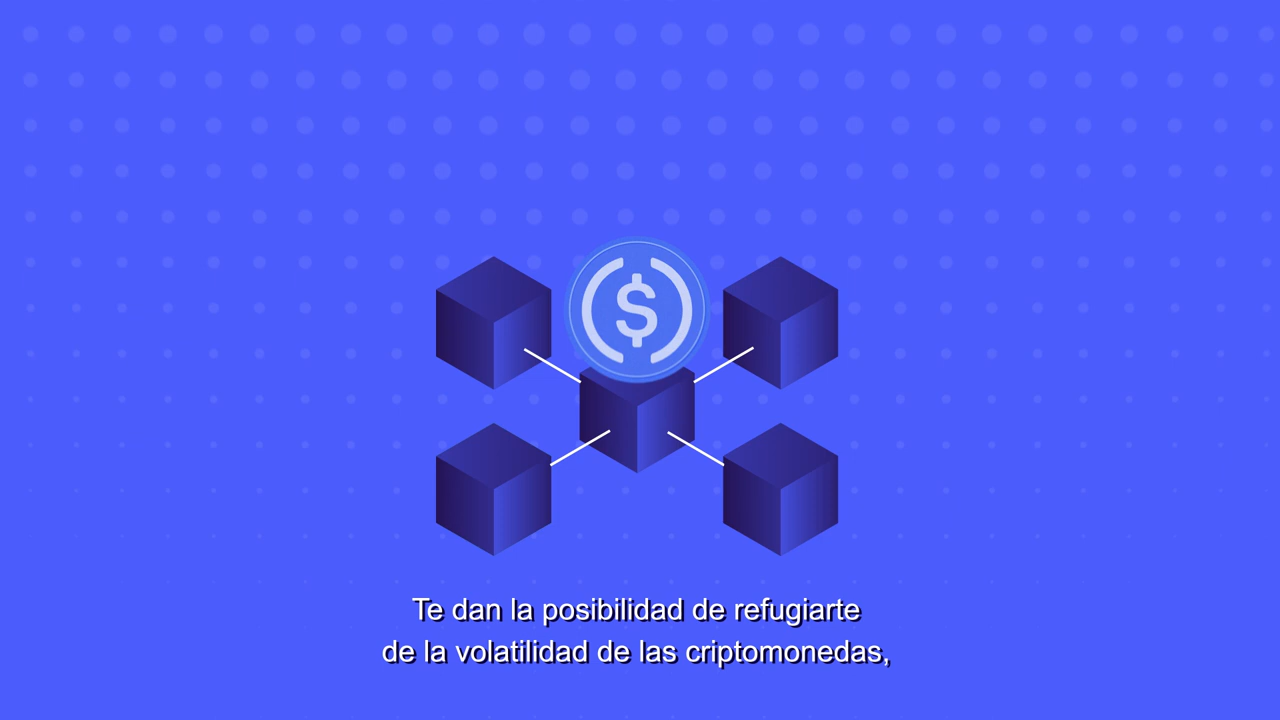 $
Te dan la posibilidad de refugiarte
de la volatilidad de las criptomonedas,